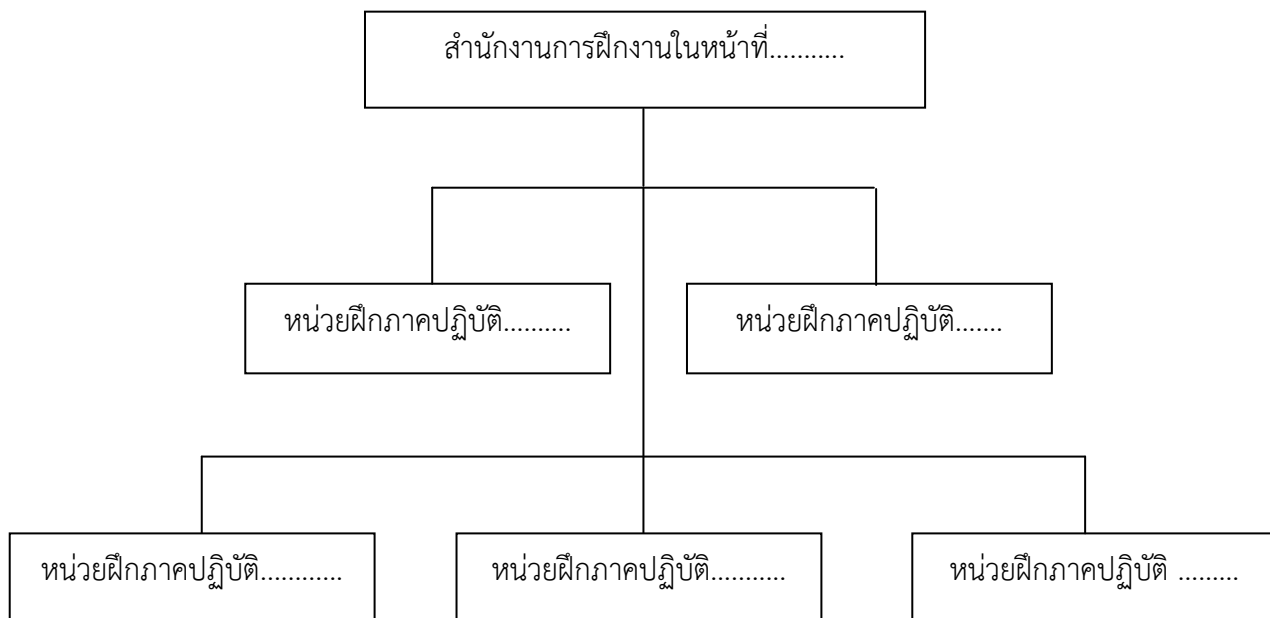 สำนักงานการฝึกงานในหน้าที่...........
หน่วยฝึกภาคปฏิบัติ..........
หน่วยฝึกภาคปฏิบัติ.......
หน่วยฝึกภาคปฏิบัติ............
หน่วยฝึกภาคปฏิบัติ...........
หน่วยฝึกภาคปฏิบัติ .........